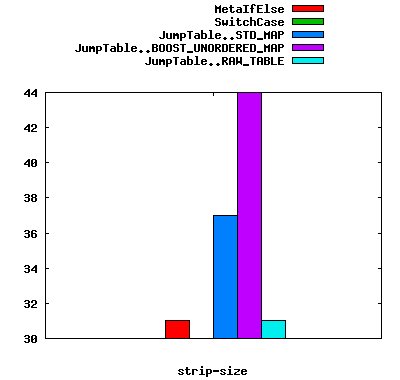 MetaIfElse
SwitchCase
JumpTable..STD_MAP
JumpTable..BOOST_UNORDERED_MAP
JumpTable..RAW_TABLE
44
42
40
38
36
34
32
30
strip-size